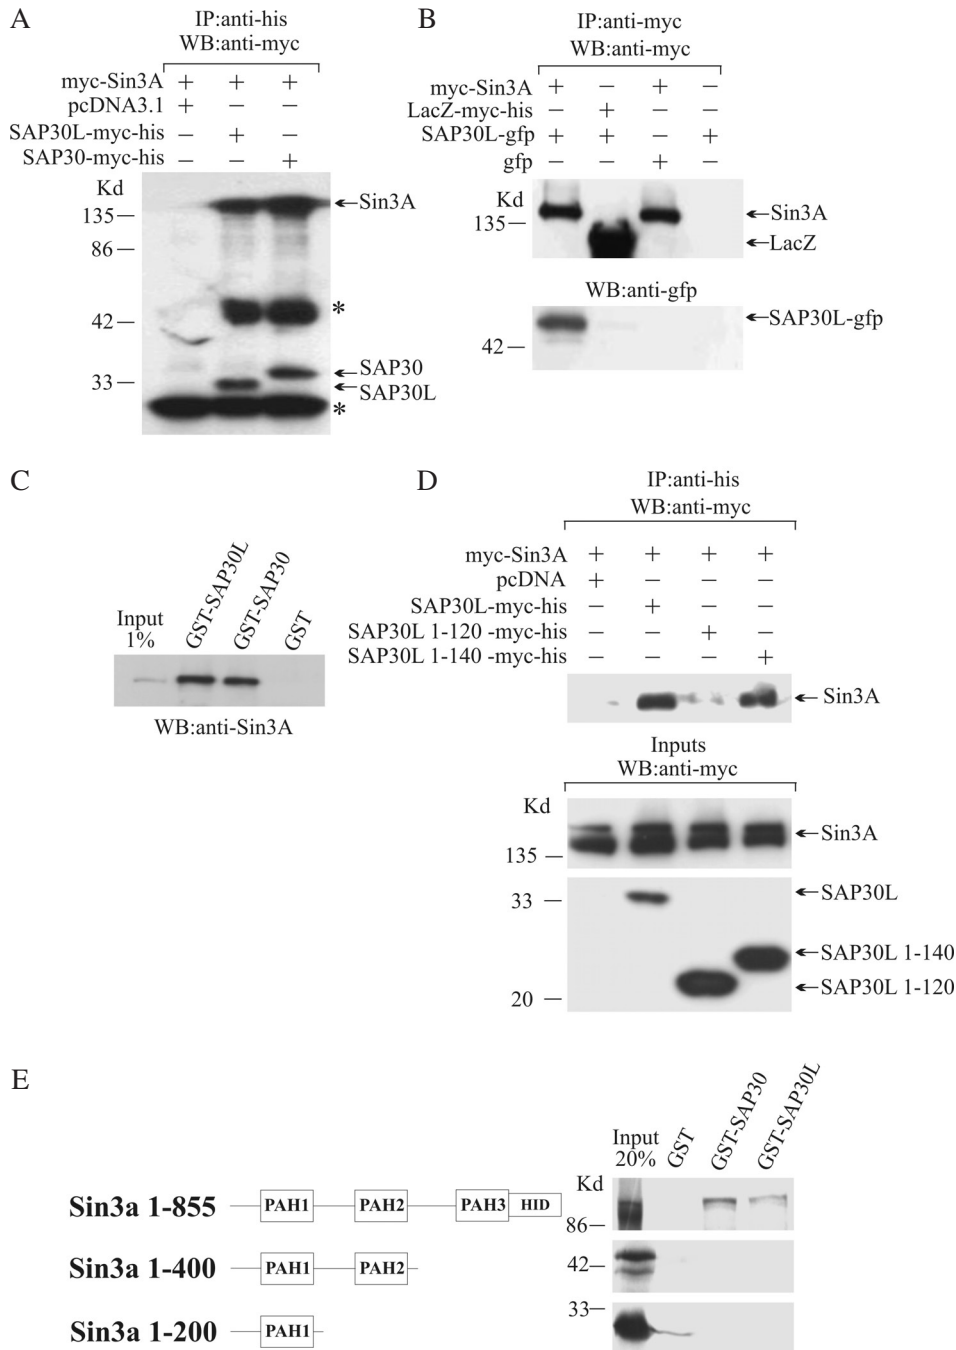 A
IP:anti-his
WB:anti-myc
myc-Sin3A + + +
pcDNA3.1 + − −
SAP30L-myc-his − + −
SAP30-myc-his − − +
Kd
135
86
42
33
Sin3A
*
SAP30
SAP30L
*
B
IP:anti-myc
WB:anti-myc
myc-Sin3A + − + −
LacZ-myc-his − + − −
SAP30L-gfp + + − +
gfp − − + −
Kd
135
Sin3A
LacZ
WB:anti-gfp
42
SAP30L-gfp
C
Input
1%
GST-SAP30L
GST-SAP30
GST
WB:anti-Sin3A
D
IP:anti-his
WB:anti-myc
myc-Sin3A + + + +
pcDNA + − − −
SAP30L-myc-his − + − −
SAP30L 1-120 -myc-his − − + −
SAP30L 1-140 -myc-his − − − +
Sin3A
Inputs
WB:anti-myc
Kd
135
Sin3A
33
20
SAP30L
SAP30L 1-140
SAP30L 1-120
E
Sin3a 1-855 PAH1 PAH2 PAH3 HID
Sin3a 1-400 PAH1 PAH2
Sin3a 1-200 PAH1
Input
20%
GST
GST-SAP30
GST-SAP30L
Kd
86
42
33